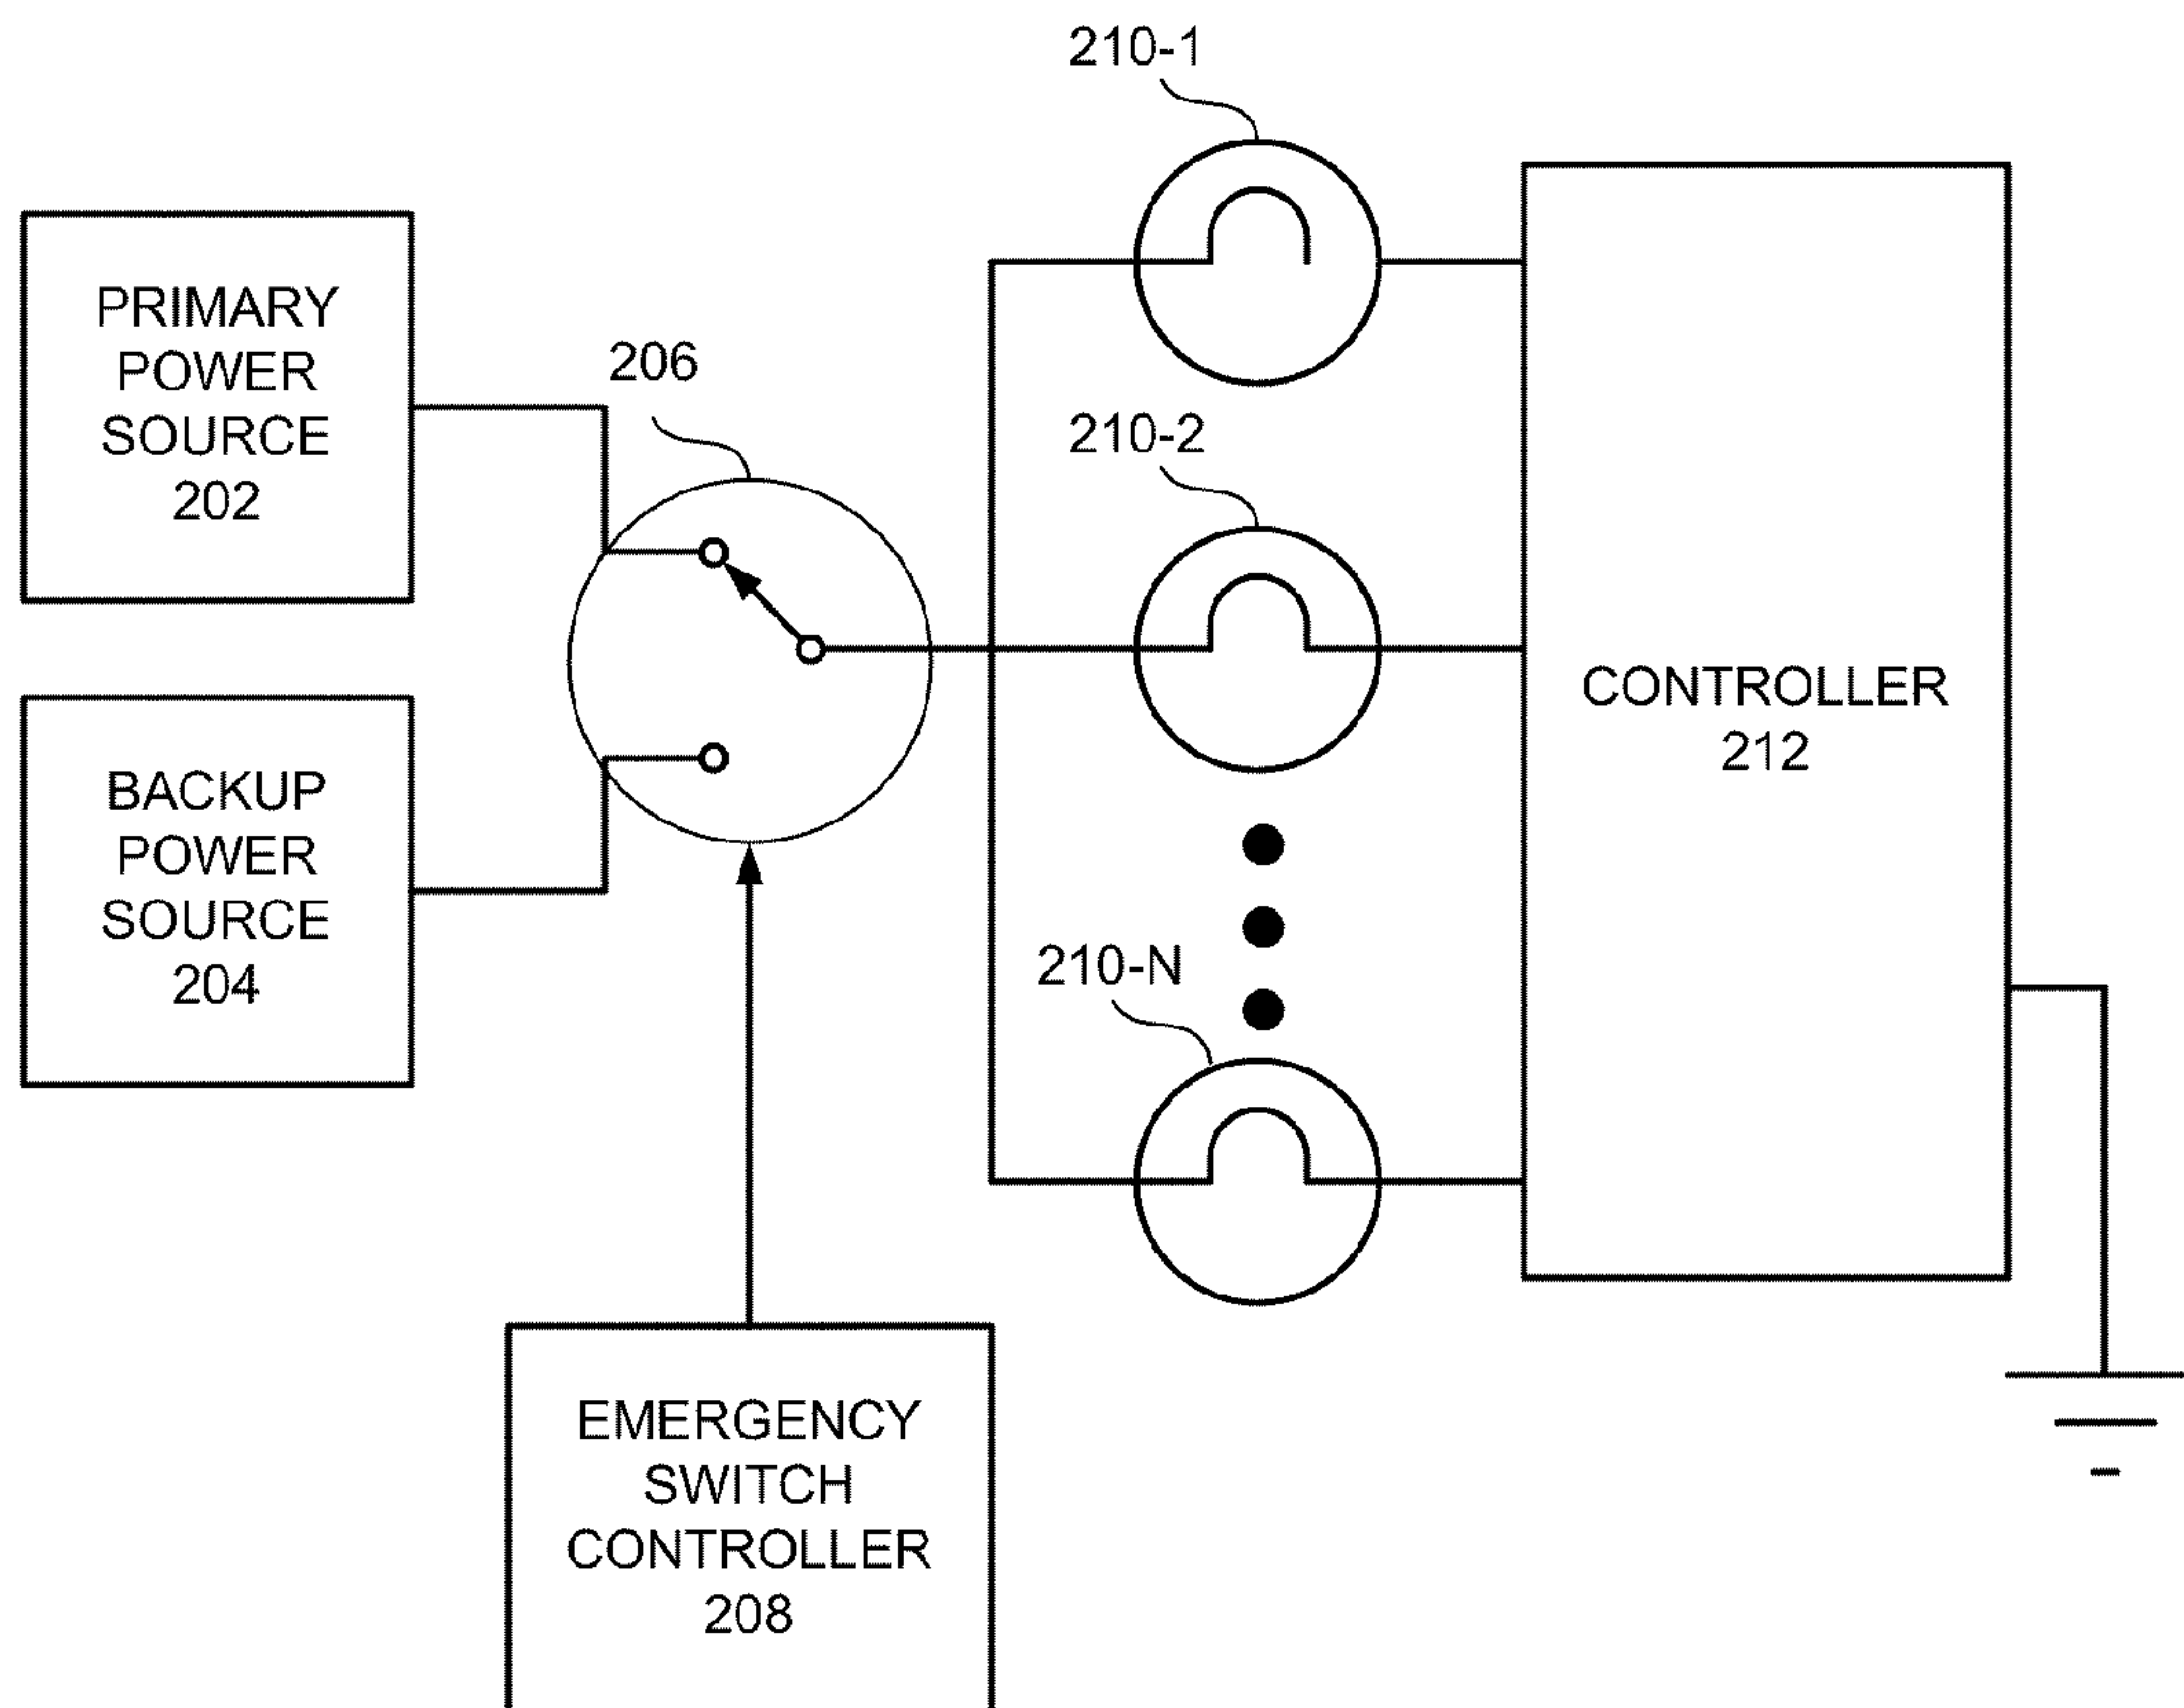 210-1
PRIMARY
POWER
SOURCE
202
206
210-2
CONTROLLER
212
BACKUP
POWER
SOURCE
204
210-N
EMERGENCY
SWITCH
CONTROLLER
208